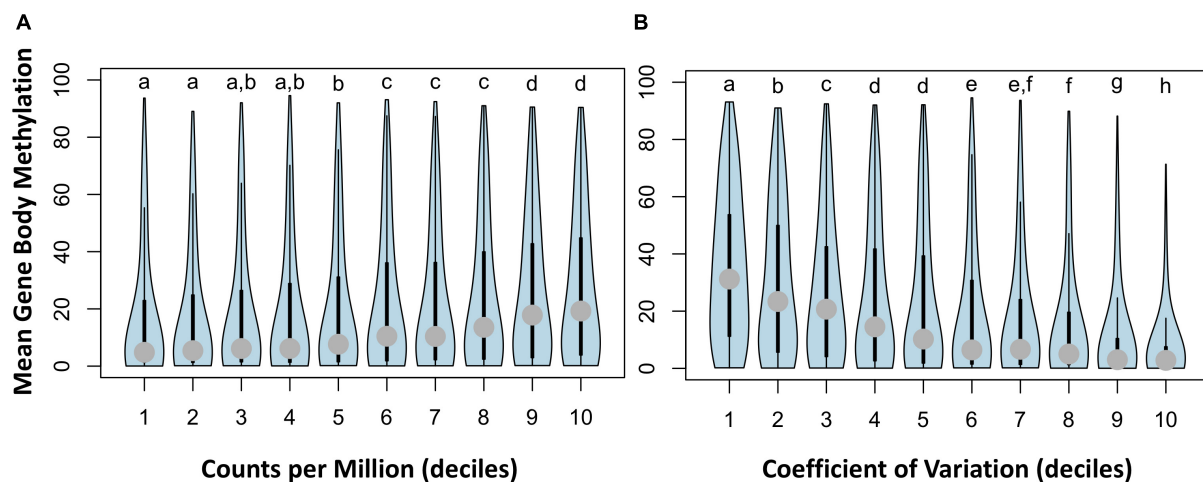 A
Mean Gene Body Methylation
100
80
60
40
20
0
a a a,b a,b b c c c d d
1 2 3 4 5 6 7 8 9 10
Counts per Million (deciles)
B
100
80
60
40
20
0
a b c d d e e,f f g h
1 2 3 4 5 6 7 8 9 10
Coefficient of Variation (deciles)